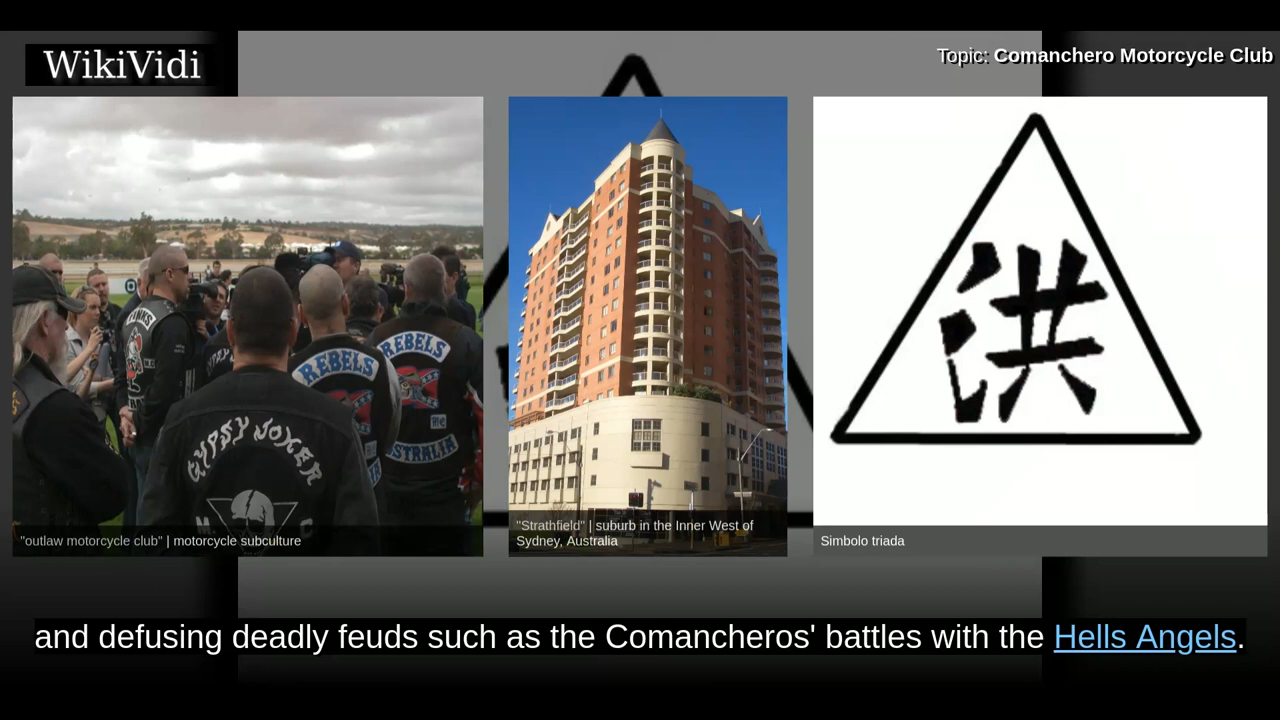 WikiVidi
Topic: Comanchero Motorcycle Club
GYPSY JOKER
M. C
REBELS
REBELS
MC
洪
"outlaw motorcycle club" | motorcycle subculture
"Strathfield" | suburb in the Inner West of
Sydney, Australia
Simbolo triada
and defusing deadly feuds such as the Comancheros' battles with the Hells Angels.